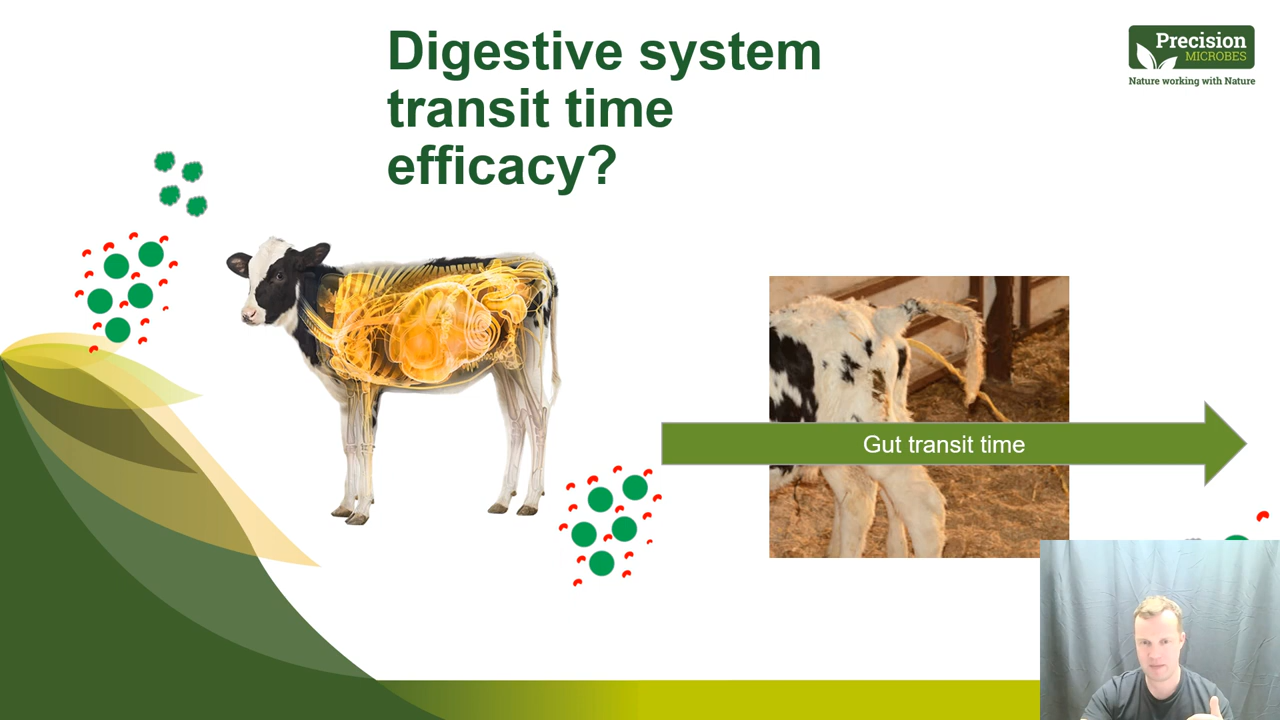 Digestive system
transit time
efficacy?
Precision
MICROBES
Nature working with Nature
Gut transit time